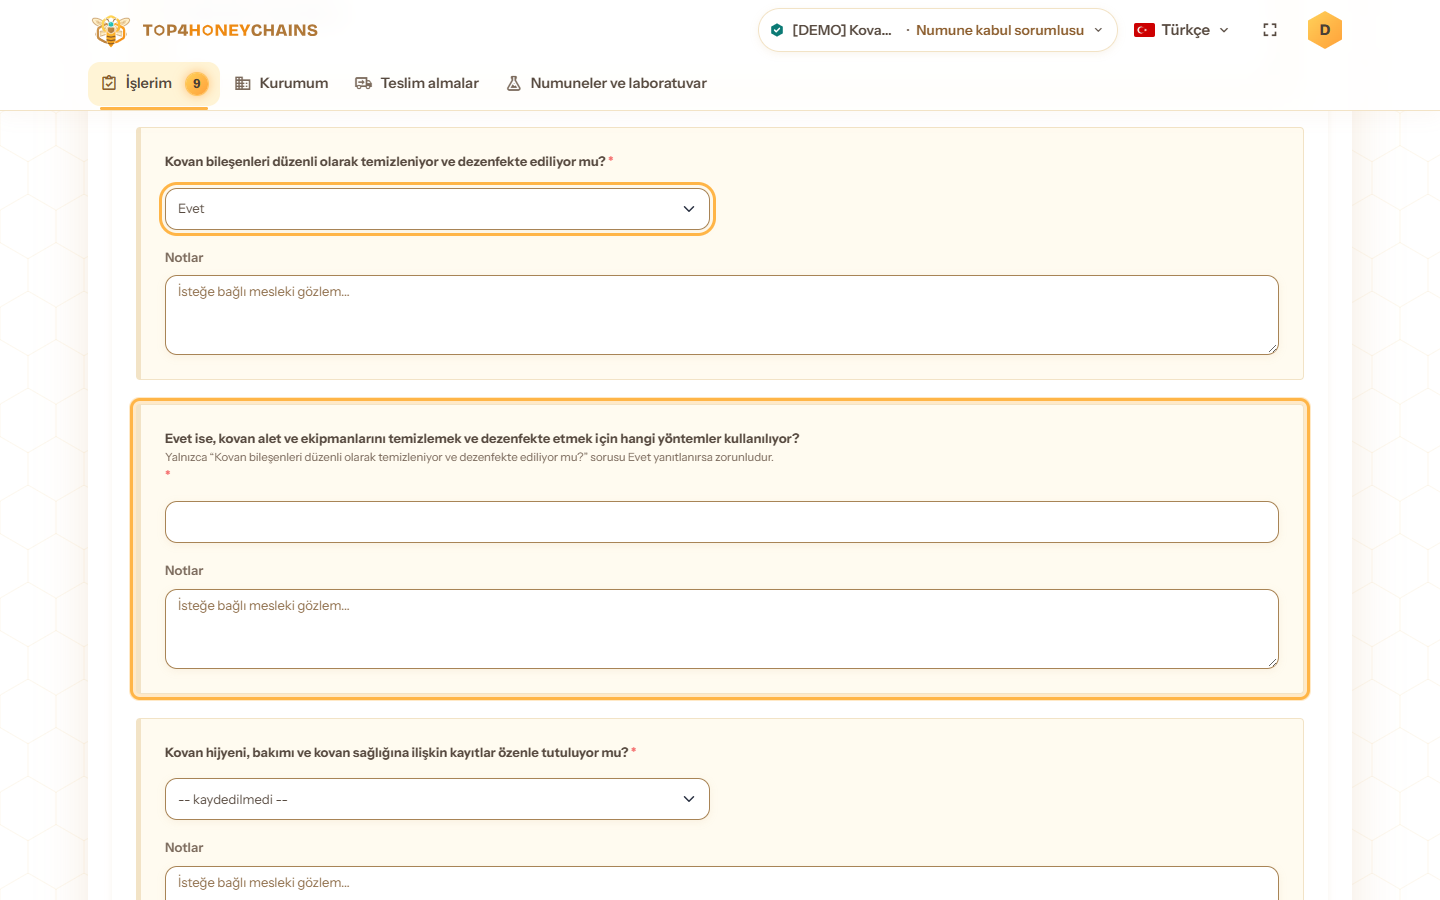 TOP4HONEYCHAINS
[DEMO] Kova... · Numune kabul sorumlusu
Türkçe
D
İşlerim 9
Kurumum
Teslim almalar
Numuneler ve laboratuvar
Kovan bileşenleri düzenli olarak temizleniyor ve dezenfekte ediliyor mu? *
Evet
Notlar
İsteğe bağlı mesleki gözlem...
Evet ise, kovan alet ve ekipmanlarını temizlemek ve dezenfekte etmek için hangi yöntemler kullanılıyor?
Yalnızca “Kovan bileşenleri düzenli olarak temizleniyor ve dezenfekte ediliyor mu?” sorusu Evet yanıtlanırsa zorunludur.
*
Notlar
İsteğe bağlı mesleki gözlem...
Kovan hijyeni, bakımı ve kovan sağlığına ilişkin kayıtlar özenle tutuluyor mu? *
-- kaydedilmedi --
Notlar
İsteğe bağlı mesleki gözlem...